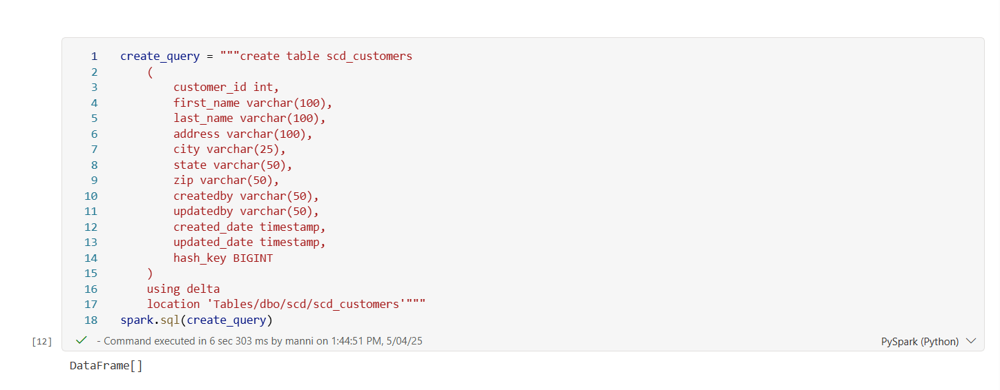 1 create_query = """create table scd_customers
2 (
3 customer_id int,
4 first_name varchar(100),
5 last_name varchar(100),
6 address varchar(100),
7 city varchar(25),
8 state varchar(50),
9 zip varchar(50),
10 createdby varchar(50),
11 updatedby varchar(50),
12 created_date timestamp,
13 updated_date timestamp,
14 hash_key BIGINT
15 )
16 using delta
17 location 'Tables/dbo/scd/scd_customers'"""
18 spark.sql(create_query)
[12] - Command executed in 6 sec 303 ms by manni on 1:44:51 PM, 5/04/25 PySpark (Python)
DataFrame[]